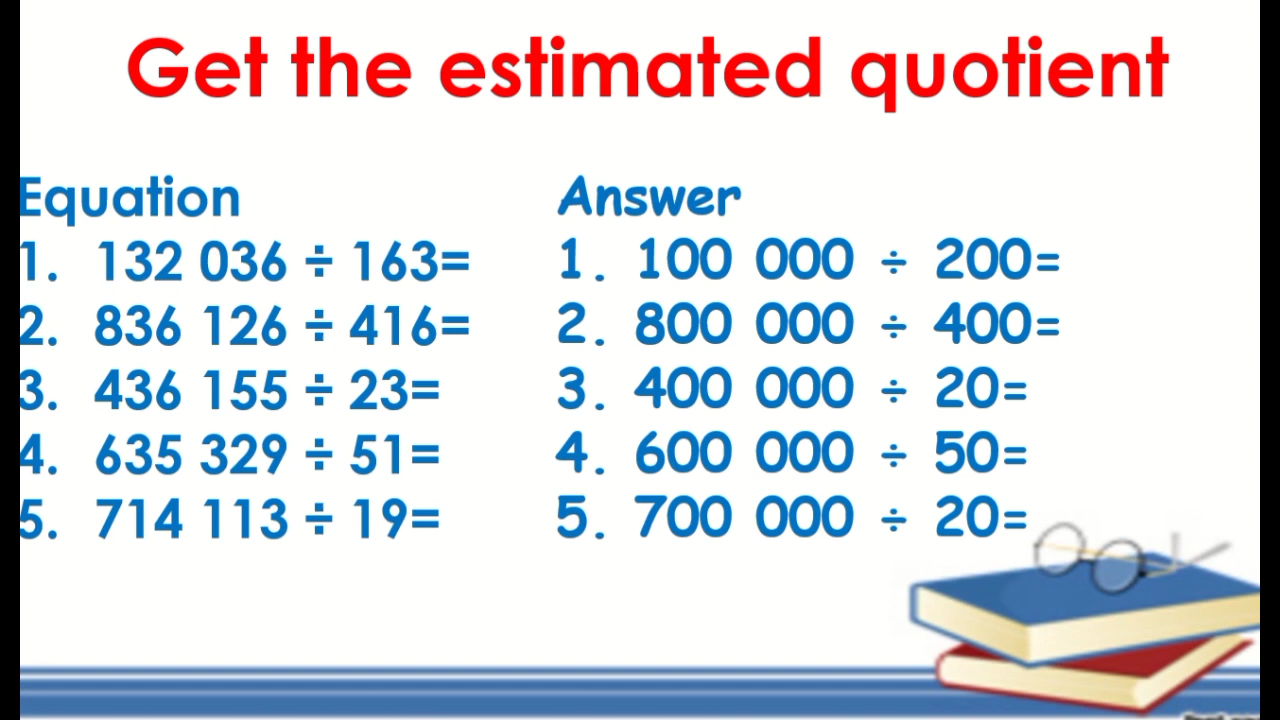 Get the estimated quotient
Equation
1. 132 036 ÷ 163=
2. 836 126 ÷ 416=
3. 436 155 ÷ 23=
4. 635 329 ÷ 51=
5. 714 113 ÷ 19=
Answer
1. 100 000 ÷ 200=
2. 800 000 ÷ 400=
3. 400 000 ÷ 20=
4. 600 000 ÷ 50=
5. 700 000 ÷ 20=